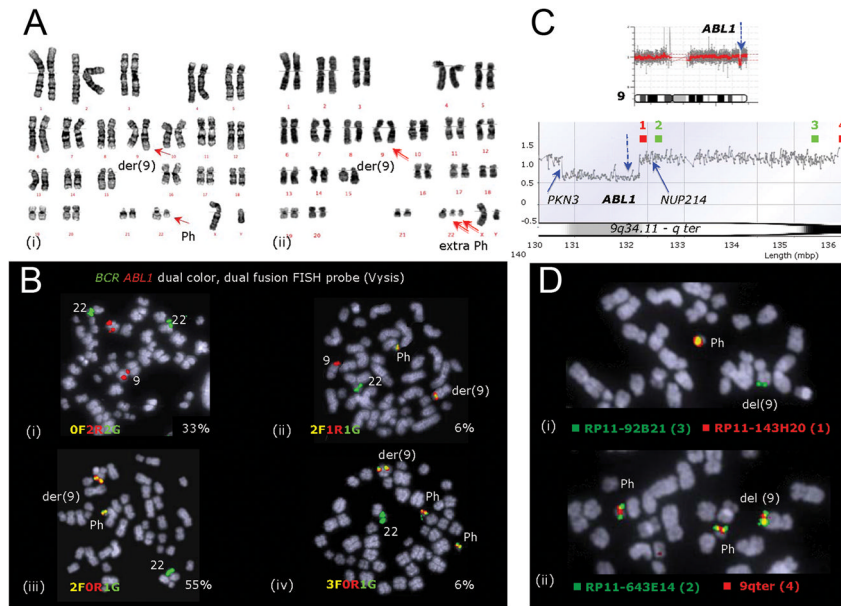 A
der(9)
Ph
(i)
der(9)
extra Ph
(ii)
C
ABL1
9
1 2 3 4
1.5
1.0
0.5
0.0
-0.5
PKN3 ABL1 NUP214
9q34.11 - q ter
130 131 132 133 134 135 136
140
Length (mbp)
B
BCR ABL1 dual color, dual fusion FISH probe (Vysis)
22 22
9
(i) 0F2R2G 33%
Ph
9
22
der(9)
(ii) 2F1R1G 6%
der(9)
Ph
22
(iii) 2F0R1G 55%
der(9)
Ph
22
Ph
(iv) 3F0R1G 6%
D
Ph
del(9)
(i) RP11-92B21 (3) RP11-143H20 (1)
Ph
del (9)
Ph
(ii) RP11-643E14 (2) 9qter (4)